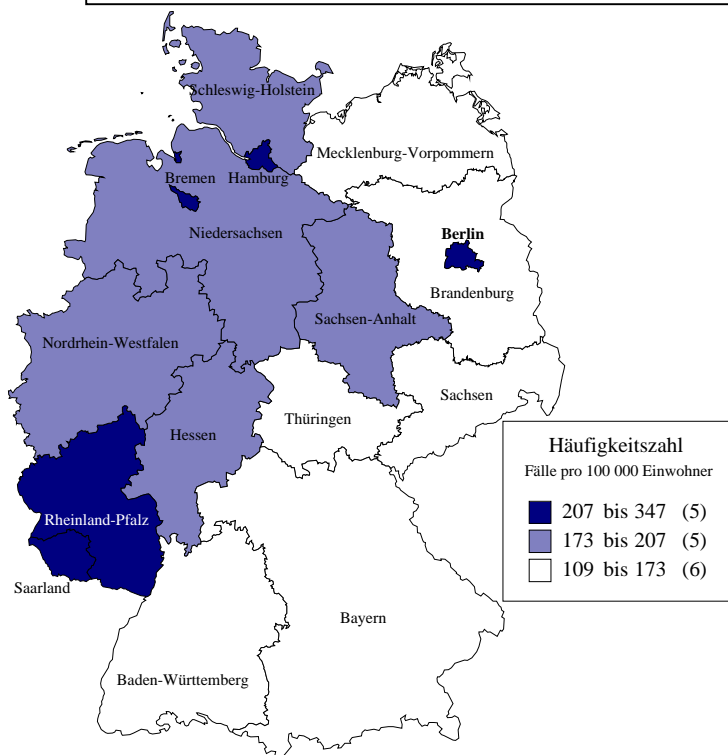 Schleswig-Holstein
Mecklenburg-Vorpommern
Bremen
Hamburg
Niedersachsen
Berlin
Brandenburg
Sachsen-Anhalt
Nordrhein-Westfalen
Sachsen
Thüringen
Hessen
Rheinland-Pfalz
Saarland
Bayern
Baden-Württemberg
Häufigkeitszahl
Fälle pro 100 000 Einwohner
207 bis 347 (5)
173 bis 207 (5)
109 bis 173 (6)